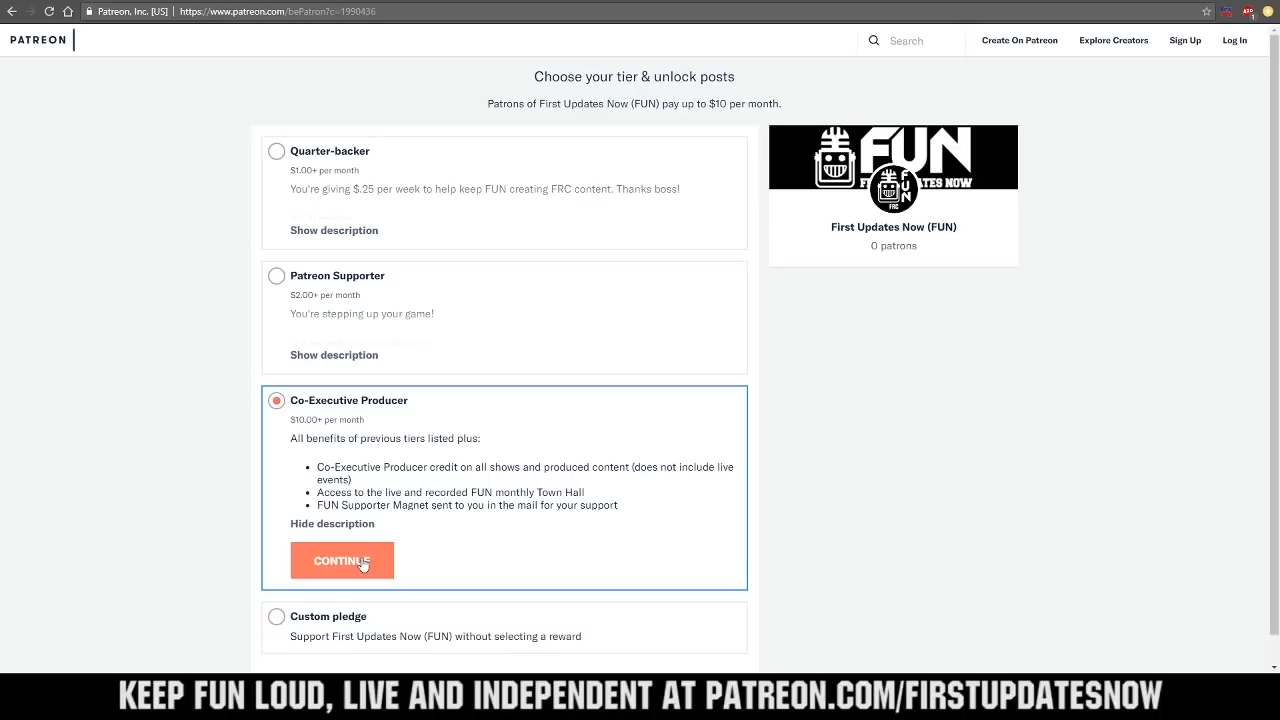 Patreon, Inc. [US] | https://www.patreon.com/bePatron?c=1990436
PATREON
Search
Create On Patreon
Explore Creators
Sign Up
Log In
Choose your tier & unlock posts
Patrons of First Updates Now (FUN) pay up to $10 per month.
Quarter-backer
$1.00+ per month
You're giving $.25 per week to help keep FUN creating FRC content. Thanks boss!
Show description
Patreon Supporter
$2.00+ per month
You're stepping up your game!
Show description
Co-Executive Producer
$10.00+ per month
All benefits of previous tiers listed plus:
• Co-Executive Producer credit on all shows and produced content (does not include live
events)
• Access to the live and recorded FUN monthly Town Hall
• FUN Supporter Magnet sent to you in the mail for your support
Hide description
CONTINUE
Custom pledge
Support First Updates Now (FUN) without selecting a reward
FUN
TES NOW
FUN
FRC
First Updates Now (FUN)
0 patrons
KEEP FUN LOUD, LIVE AND INDEPENDENT AT PATREON.COM/FIRSTUPDATESNOW